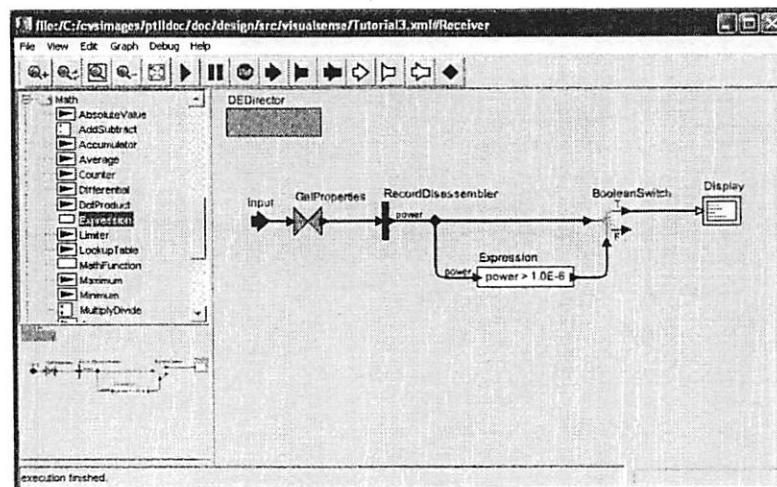 file:/C:/cvsimages/ptIIdoc/doc/design/src/visualsense/Tutorial3.xml#Receiver
File View Edit Graph Debug Help
Math
AbsoluteValue
AddSubtract
Accumulator
Average
Counter
Differential
DotProduct
Expression
Limiter
LookupTable
MathFunction
Maximum
Minimum
MultiplyDivide
DEDirector
Input
GetProperties
RecordDisassembler
power
BooleanSwitch
T
F
Display
Expression
power
power > 1.0E-6
execution finished.